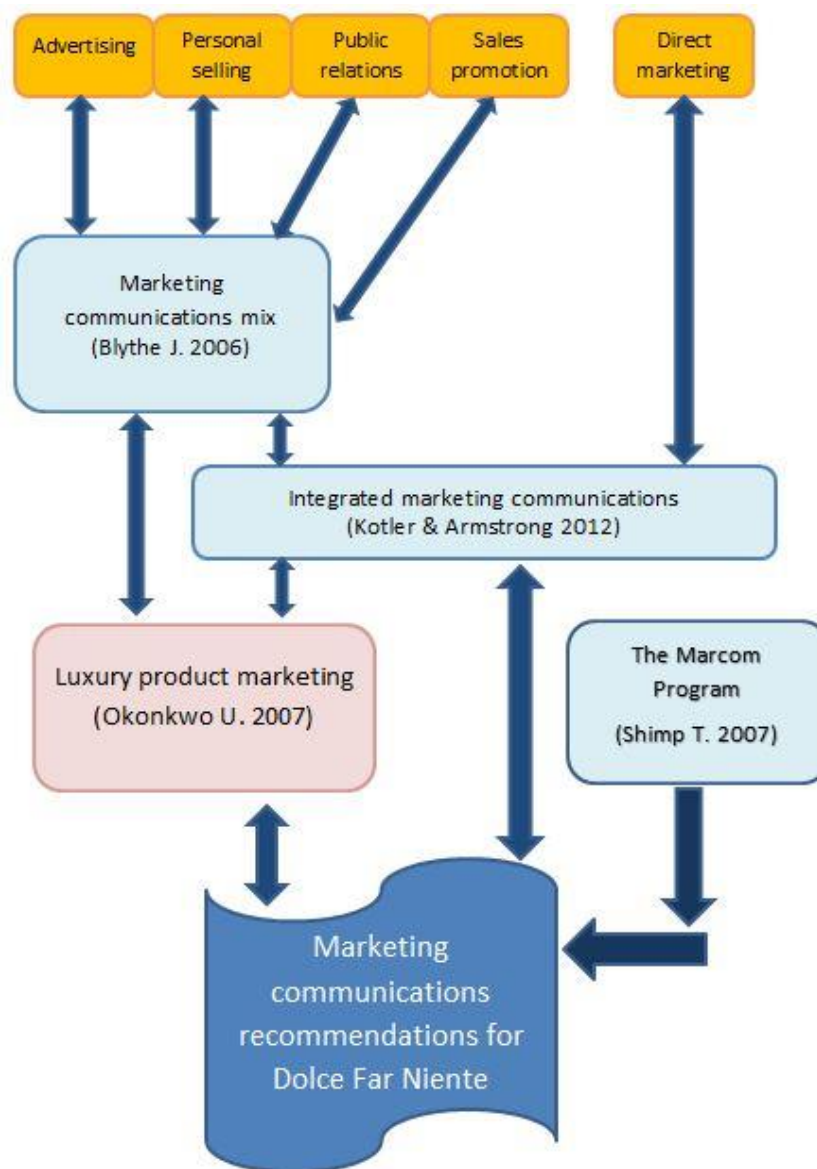 Advertising
Personal
selling
Public
relations
Sales
promotion
Direct
marketing
Marketing
communications mix
(Blythe J. 2006)
Integrated marketing communications
(Kotler & Armstrong 2012)
Luxury product marketing
(Okonkwo U. 2007)
The Marcom
Program
(Shimp T. 2007)
Marketing
communications
recommendations for
Dolce Far Niente